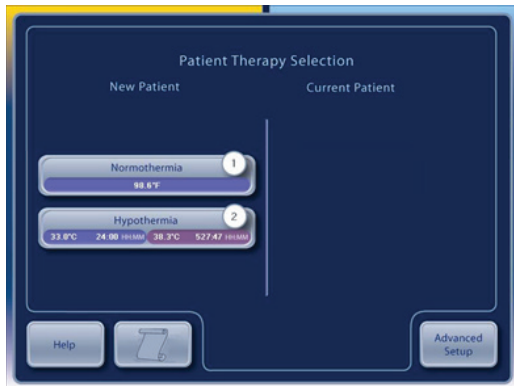 Patient Therapy Selection
New Patient
Current Patient
Normothermia
1
98.6°F
Hypothermia
2
33.0°C 24:00 HH:MM 38.3°C 527:47 HH:MM
Help
Advanced
Setup